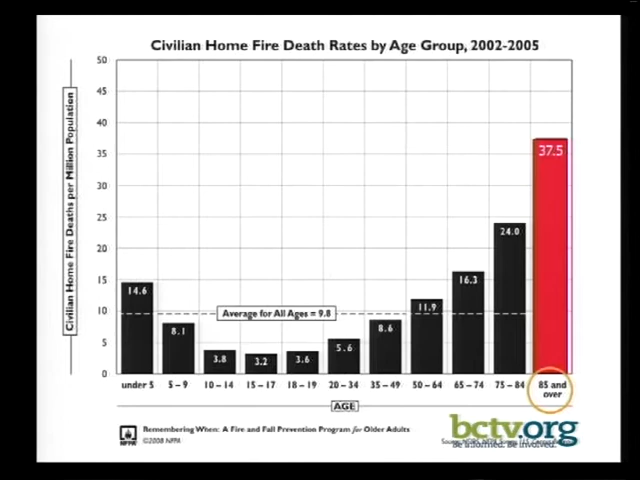 Civilian Home Fire Death Rates by Age Group, 2002-2005
Civilian Home Fire Deaths per Million Population
50
45
40
35
30
25
20
15
10
5
0
14.6
8.1
3.8
3.2
3.6
5.6
8.6
11.9
16.3
24.0
37.5
Average for All Ages = 9.8
under 5
5 – 9
10 – 14
15 – 17
18 – 19
20 – 34
35 – 49
50 – 64
65 – 74
75 – 84
85 and
over
AGE
NFPA
Remembering When: A Fire and Fall Prevention Program for Older Adults
©2008 NFPA
bctv.org
Be informed. Be involved.